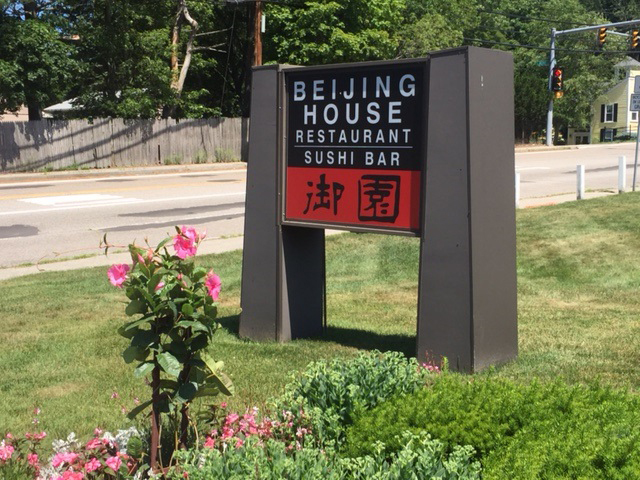 BEIJING
HOUSE
RESTAURANT
SUSHI BAR
御園